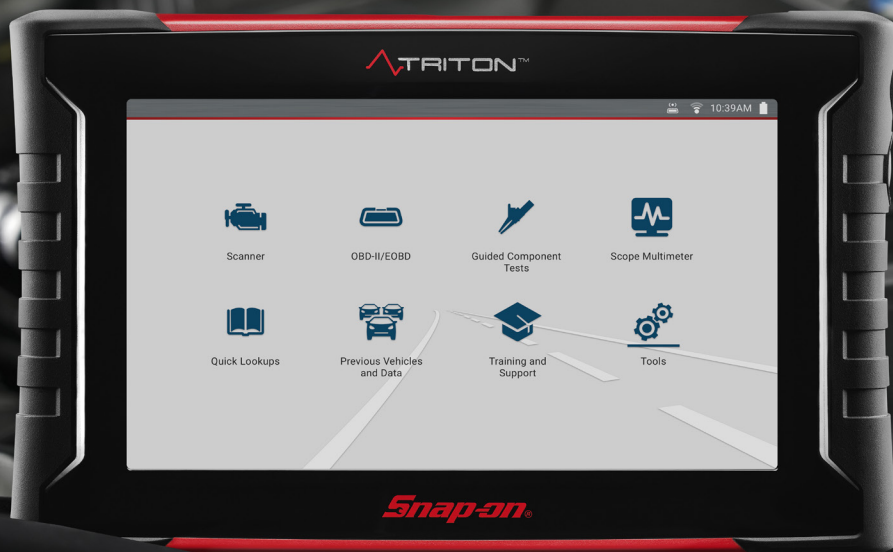 TRITON™
10:39AM
Scanner
OBD-II/EOBD
Guided Component
Tests
Scope Multimeter
Quick Lookups
Previous Vehicles
and Data
Training and
Support
Tools
Snap-on®